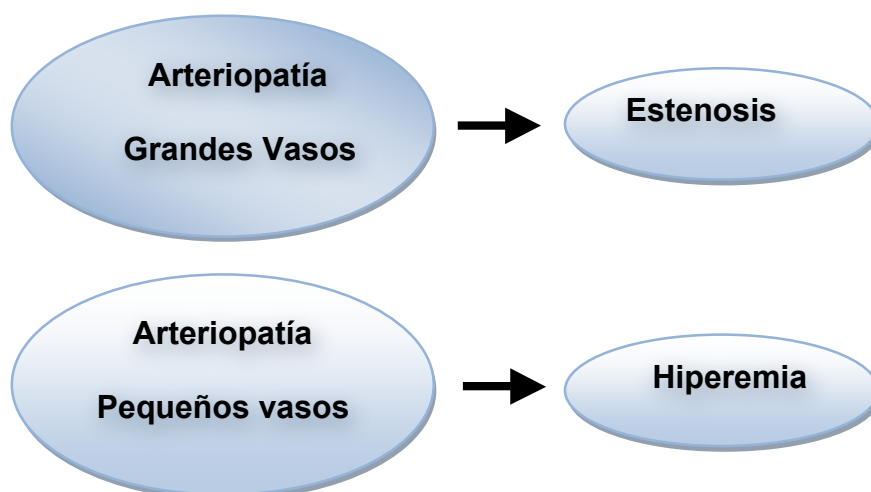 Arteriopatía
Grandes Vasos
Estenosis
Arteriopatía
Pequeños vasos
Hiperemia